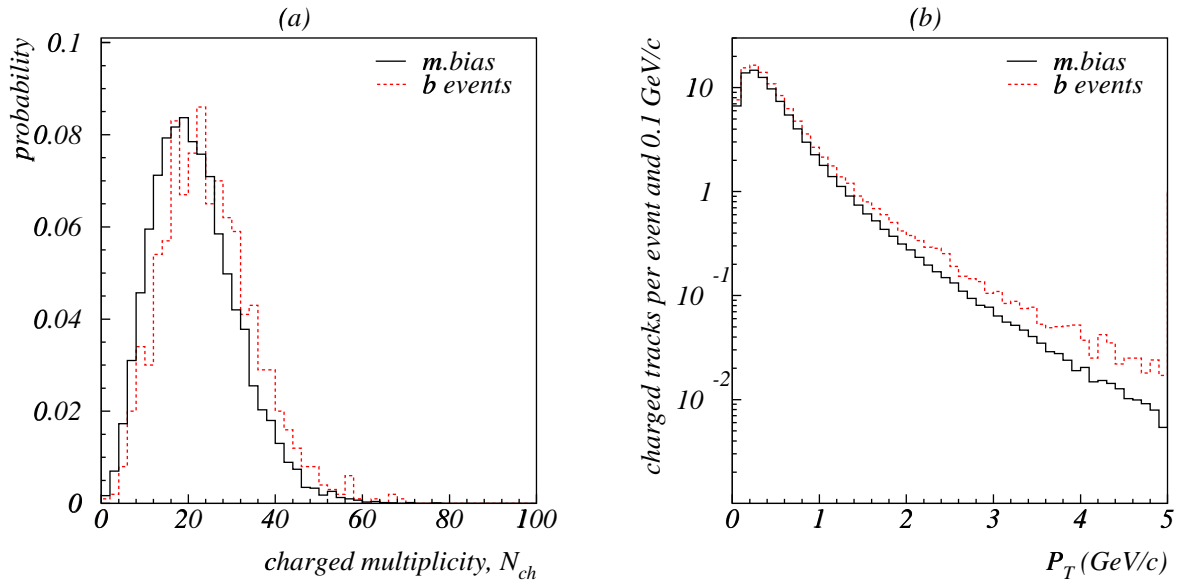 (a)
probability
0.1
0.08
0.06
0.04
0.02
0
m.bias
b events
0 20 40 60 80 100
charged multiplicity, N_ch
(b)
charged tracks per event and 0.1 GeV/c
10
1
10^-1
10^-2
m.bias
b events
0 1 2 3 4 5
P_T (GeV/c)